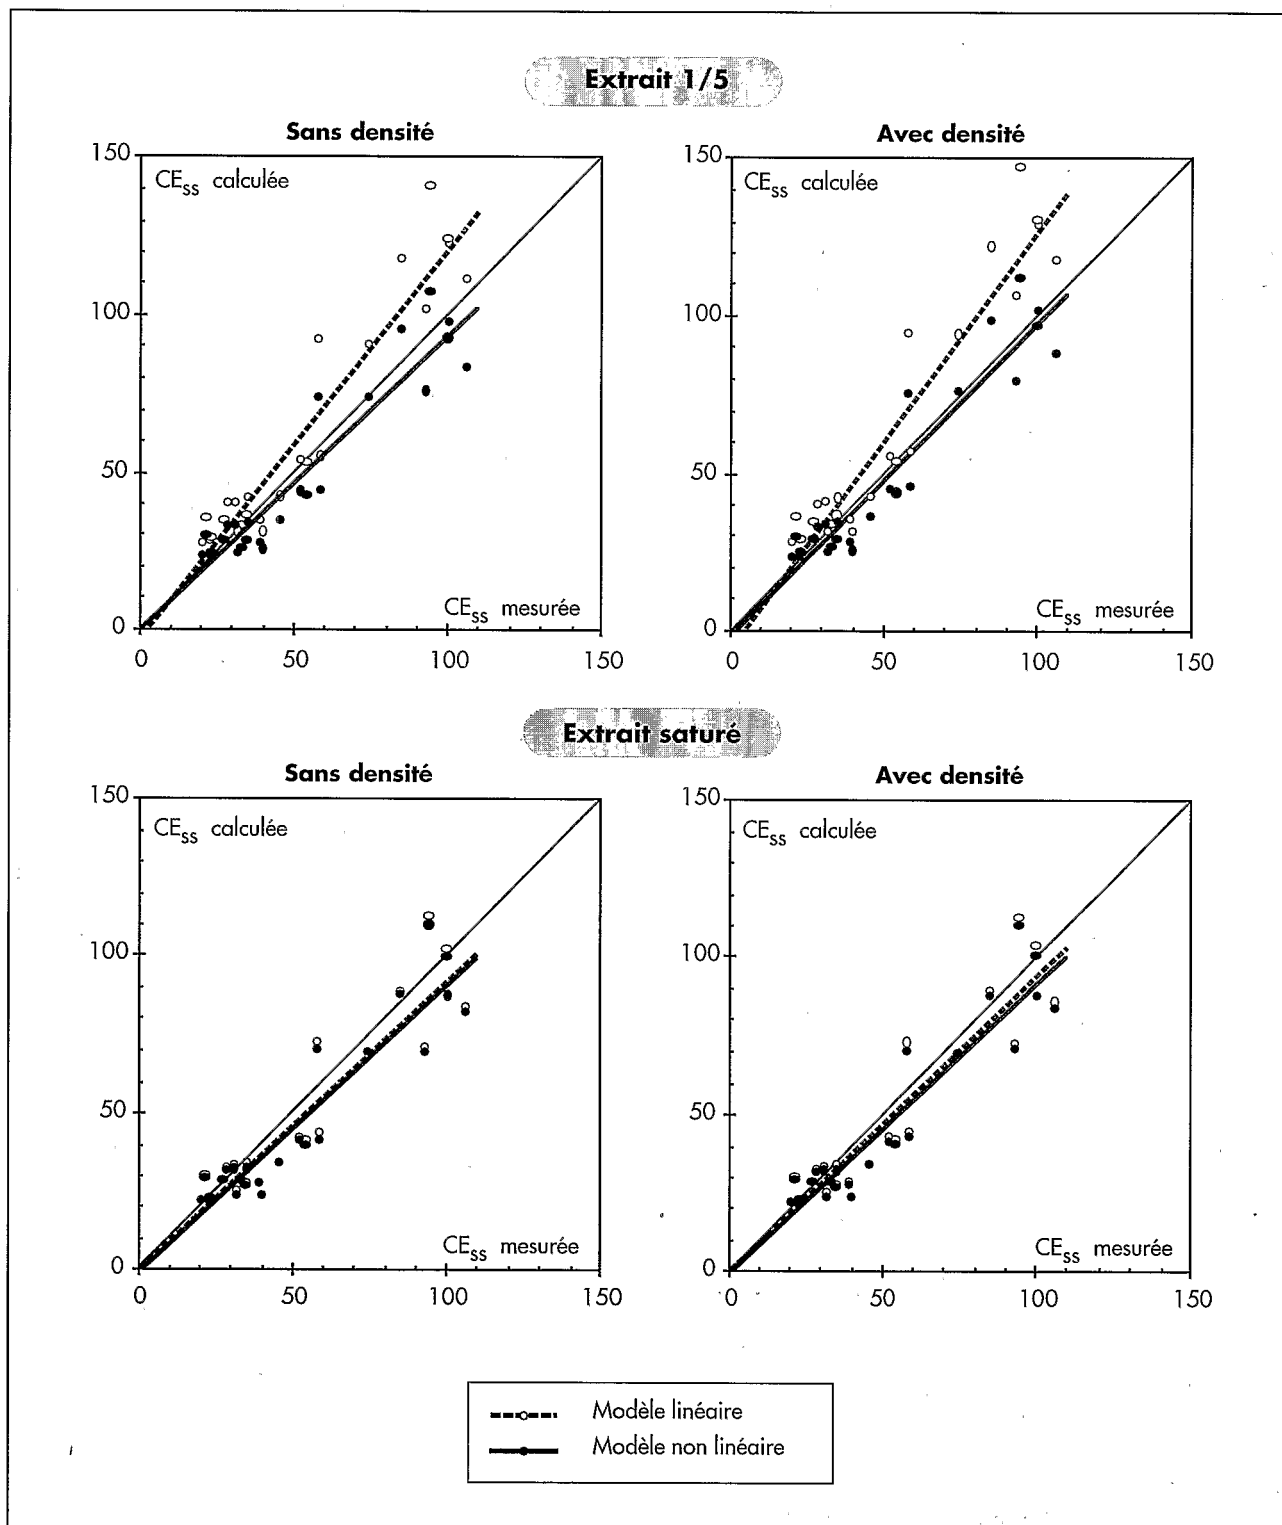 Extrait 1/5
Sans densité
150
CEss calculée
100
50
0
CEss mesurée
0 50 100 150
Avec densité
150
CEss calculée
100
50
0
CEss mesurée
0 50 100 150
Extrait saturé
Sans densité
150
CEss calculée
100
50
0
CEss mesurée
0 50 100 150
Avec densité
150
CEss calculée
100
50
0
CEss mesurée
0 50 100 150
Modèle linéaire
Modèle non linéaire